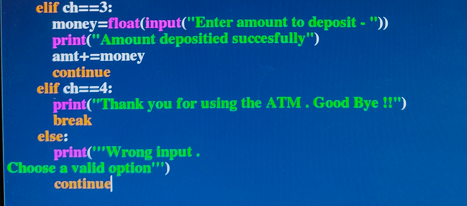 elif ch==3:
money=float(input("Enter amount to deposit - "))
print("Amount depositied succesfully")
amt+=money
continue
elif ch==4:
print("Thank you for using the ATM . Good Bye !!")
break
else:
print('''Wrong input .
Choose a valid option''')
continue